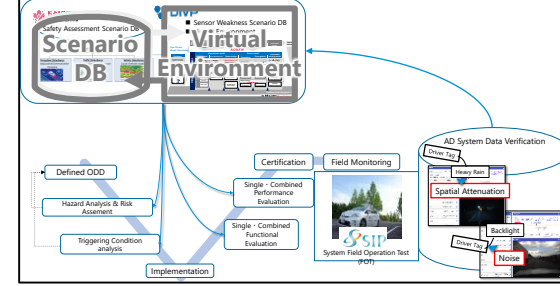 DIVP
Safety Assessment Scenario DB
■ Sensor Weakness Scenario DB
Scenario
DB
Virtual
Environment
AD System Data Verification
Driver Tag
Heavy Rain
Spatial Attenuation
Backlight
Driver Tag
Noise
Certification
Field Monitoring
Defined ODD
Single・Combined
Performance
Evaluation
Hazard Analysis & Risk
Assement
Single・Combined
Functional
Evaluation
Triggering Condition
analysis
SIP
System Field Operation Test
(FOT)
Implementation